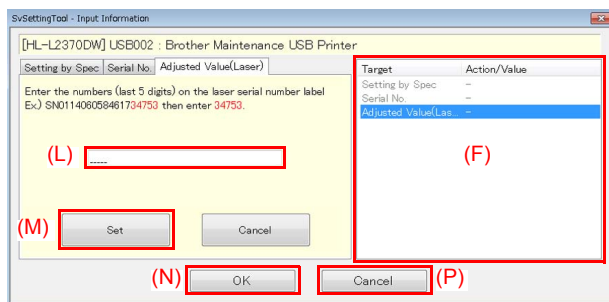 SvSettingTool - Input Information
[HL-L2370DW] USB002 : Brother Maintenance USB Printer
Setting by Spec Serial No. Adjusted Value(Laser)
Enter the numbers (last 5 digits) on the laser serial number label
Ex.) SN011406058461734753 then enter 34753.
(L) _____
(M) Set Cancel
Target Action/Value
Setting by Spec -
Serial No. -
Adjusted Value(Las... -
(F)
(N) OK Cancel (P)